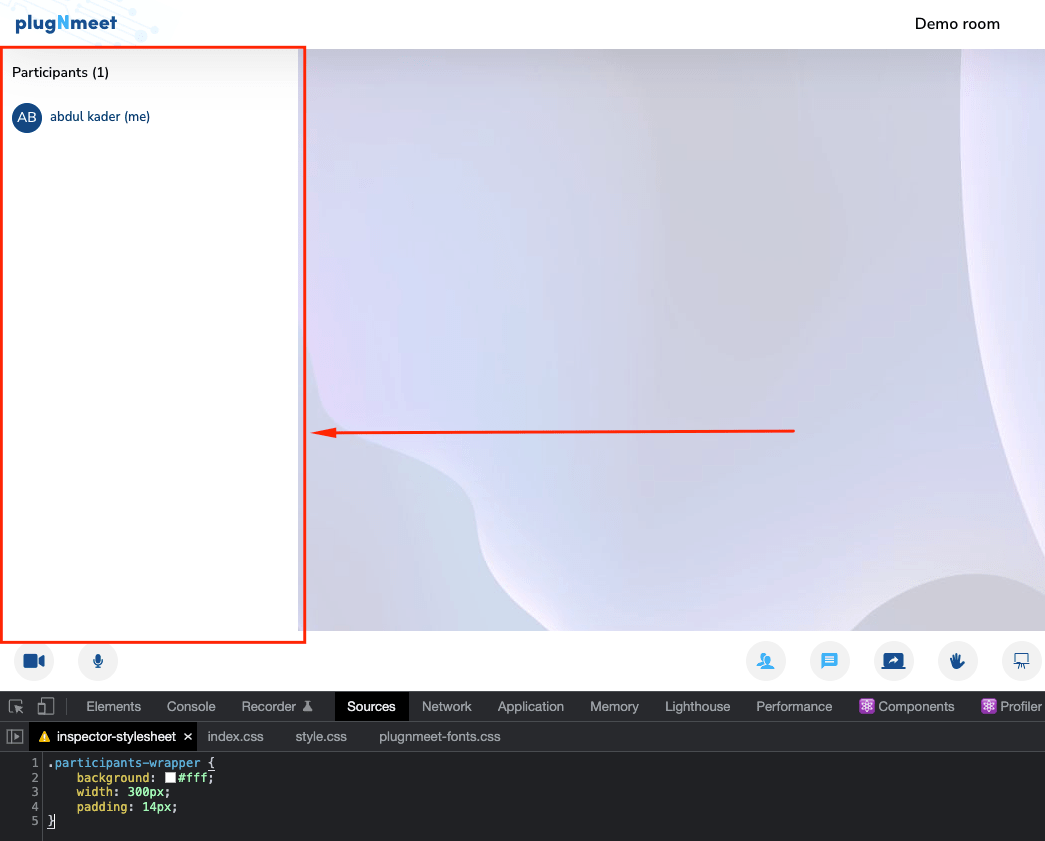 plugNmeet
Demo room
Participants (1)
AB abdul kader (me)
Elements Console Recorder Sources Network Application Memory Lighthouse Performance Components Profiler
inspector-stylesheet × index.css style.css plugnmeet-fonts.css
1 .participants-wrapper {
2 background: #fff;
3 width: 300px;
4 padding: 14px;
5 }